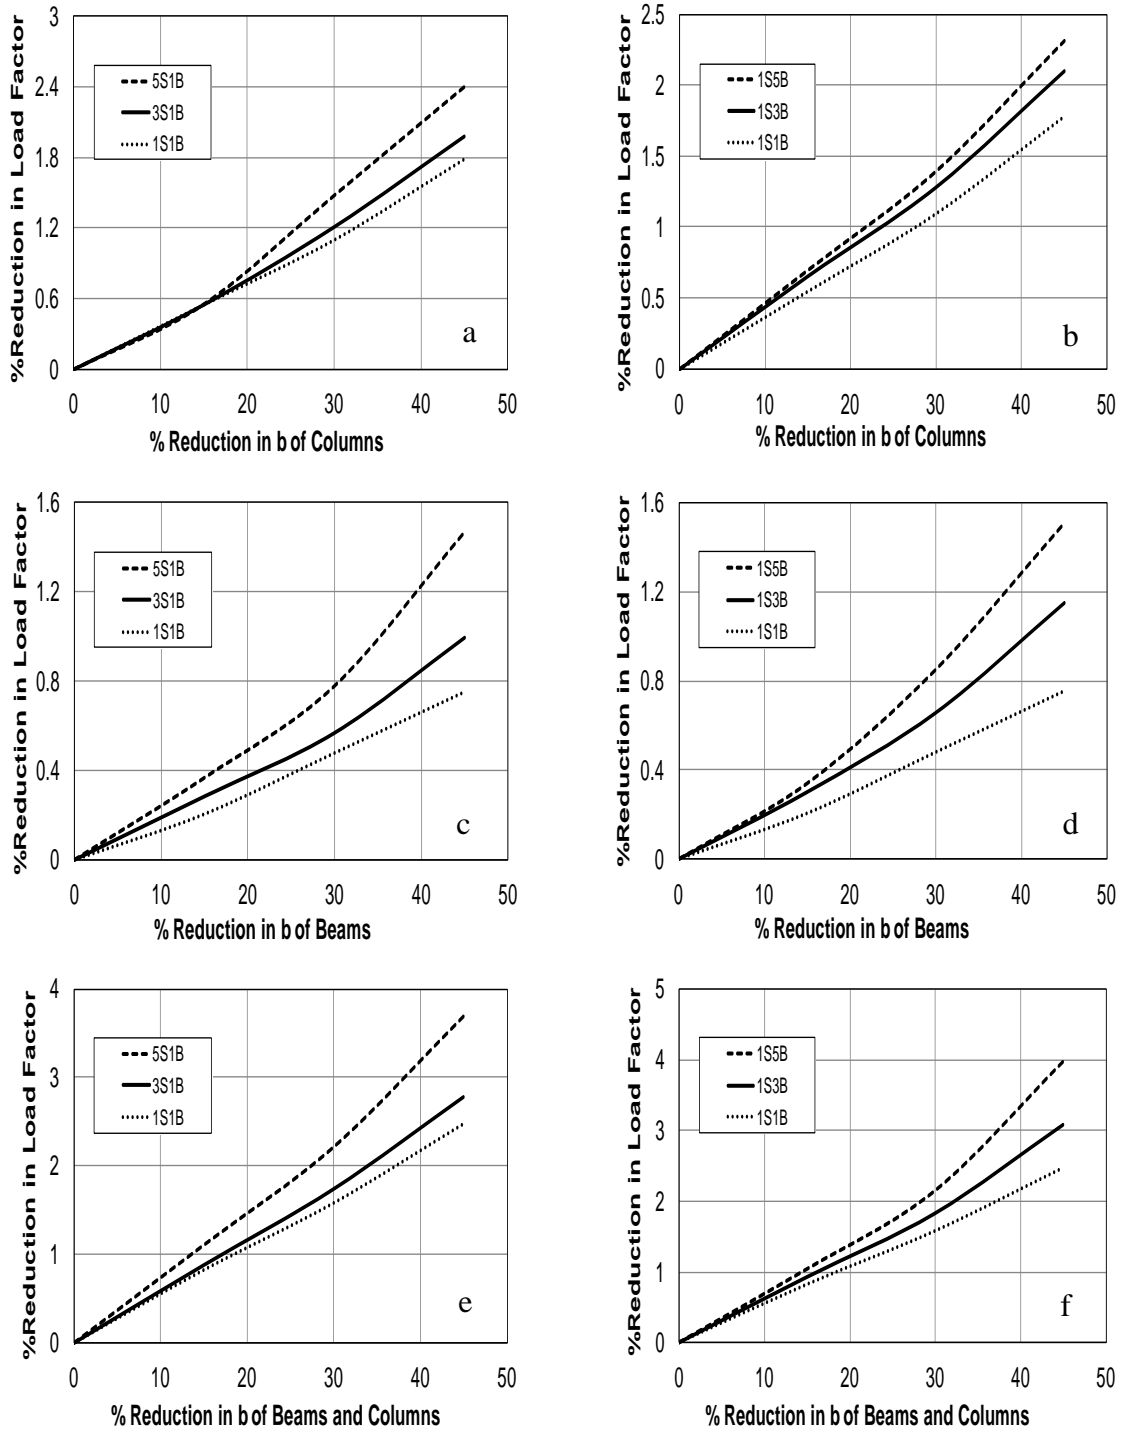 %Reduction in Load Factor
3
2.4
1.8
1.2
0.6
0
5S1B
3S1B
1S1B
a
0 10 20 30 40 50
% Reduction in b of Columns
%Reduction in Load Factor
2.5
2
1.5
1
0.5
0
1S5B
1S3B
1S1B
b
0 10 20 30 40 50
% Reduction in b of Columns
%Reduction in Load Factor
1.6
1.2
0.8
0.4
0
5S1B
3S1B
1S1B
c
0 10 20 30 40 50
% Reduction in b of Beams
%Reduction in Load Factor
1.6
1.2
0.8
0.4
0
1S5B
1S3B
1S1B
d
0 10 20 30 40 50
% Reduction in b of Beams
%Reduction in Load Factor
4
3
2
1
0
5S1B
3S1B
1S1B
e
0 10 20 30 40 50
% Reduction in b of Beams and Columns
%Reduction in Load Factor
5
4
3
2
1
0
1S5B
1S3B
1S1B
f
0 10 20 30 40 50
% Reduction in b of Beams and Columns